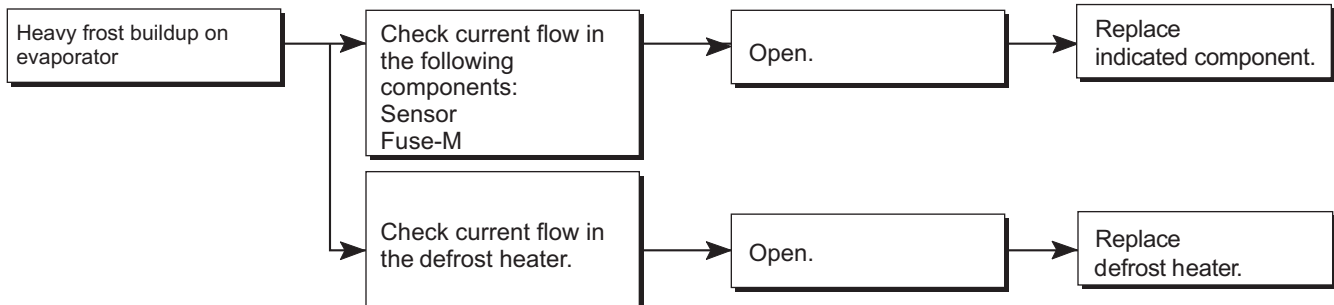 Heavy frost buildup on
evaporator
Check current flow in
the following
components:
Sensor
Fuse-M
Open.
Replace
indicated component.
Check current flow in
the defrost heater.
Open.
Replace
defrost heater.